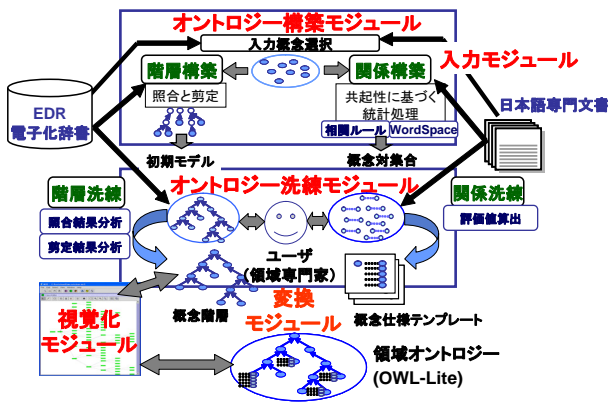 オントロジー構築モジュール
入力概念選択
入力モジュール
階層構築
関係構築
照合と剪定
共起性に基づく
統計処理
相関ルール
WordSpace
EDR
電子化辞書
日本語専門文書
初期モデル
概念対集合
階層洗練
オントロジー洗練モジュール
関係洗練
照合結果分析
剪定結果分析
評価値算出
ユーザ
(領域専門家)
概念階層
変換
モジュール
概念仕様テンプレート
視覚化
モジュール
領域オントロジー
(OWL-Lite)